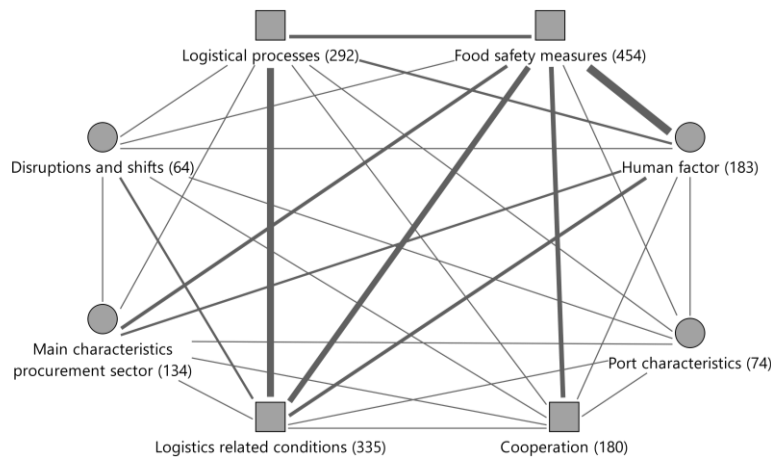 Logistical processes (292)
Food safety measures (454)
Disruptions and shifts (64)
Human factor (183)
Main characteristics
procurement sector (134)
Port characteristics (74)
Logistics related conditions (335)
Cooperation (180)